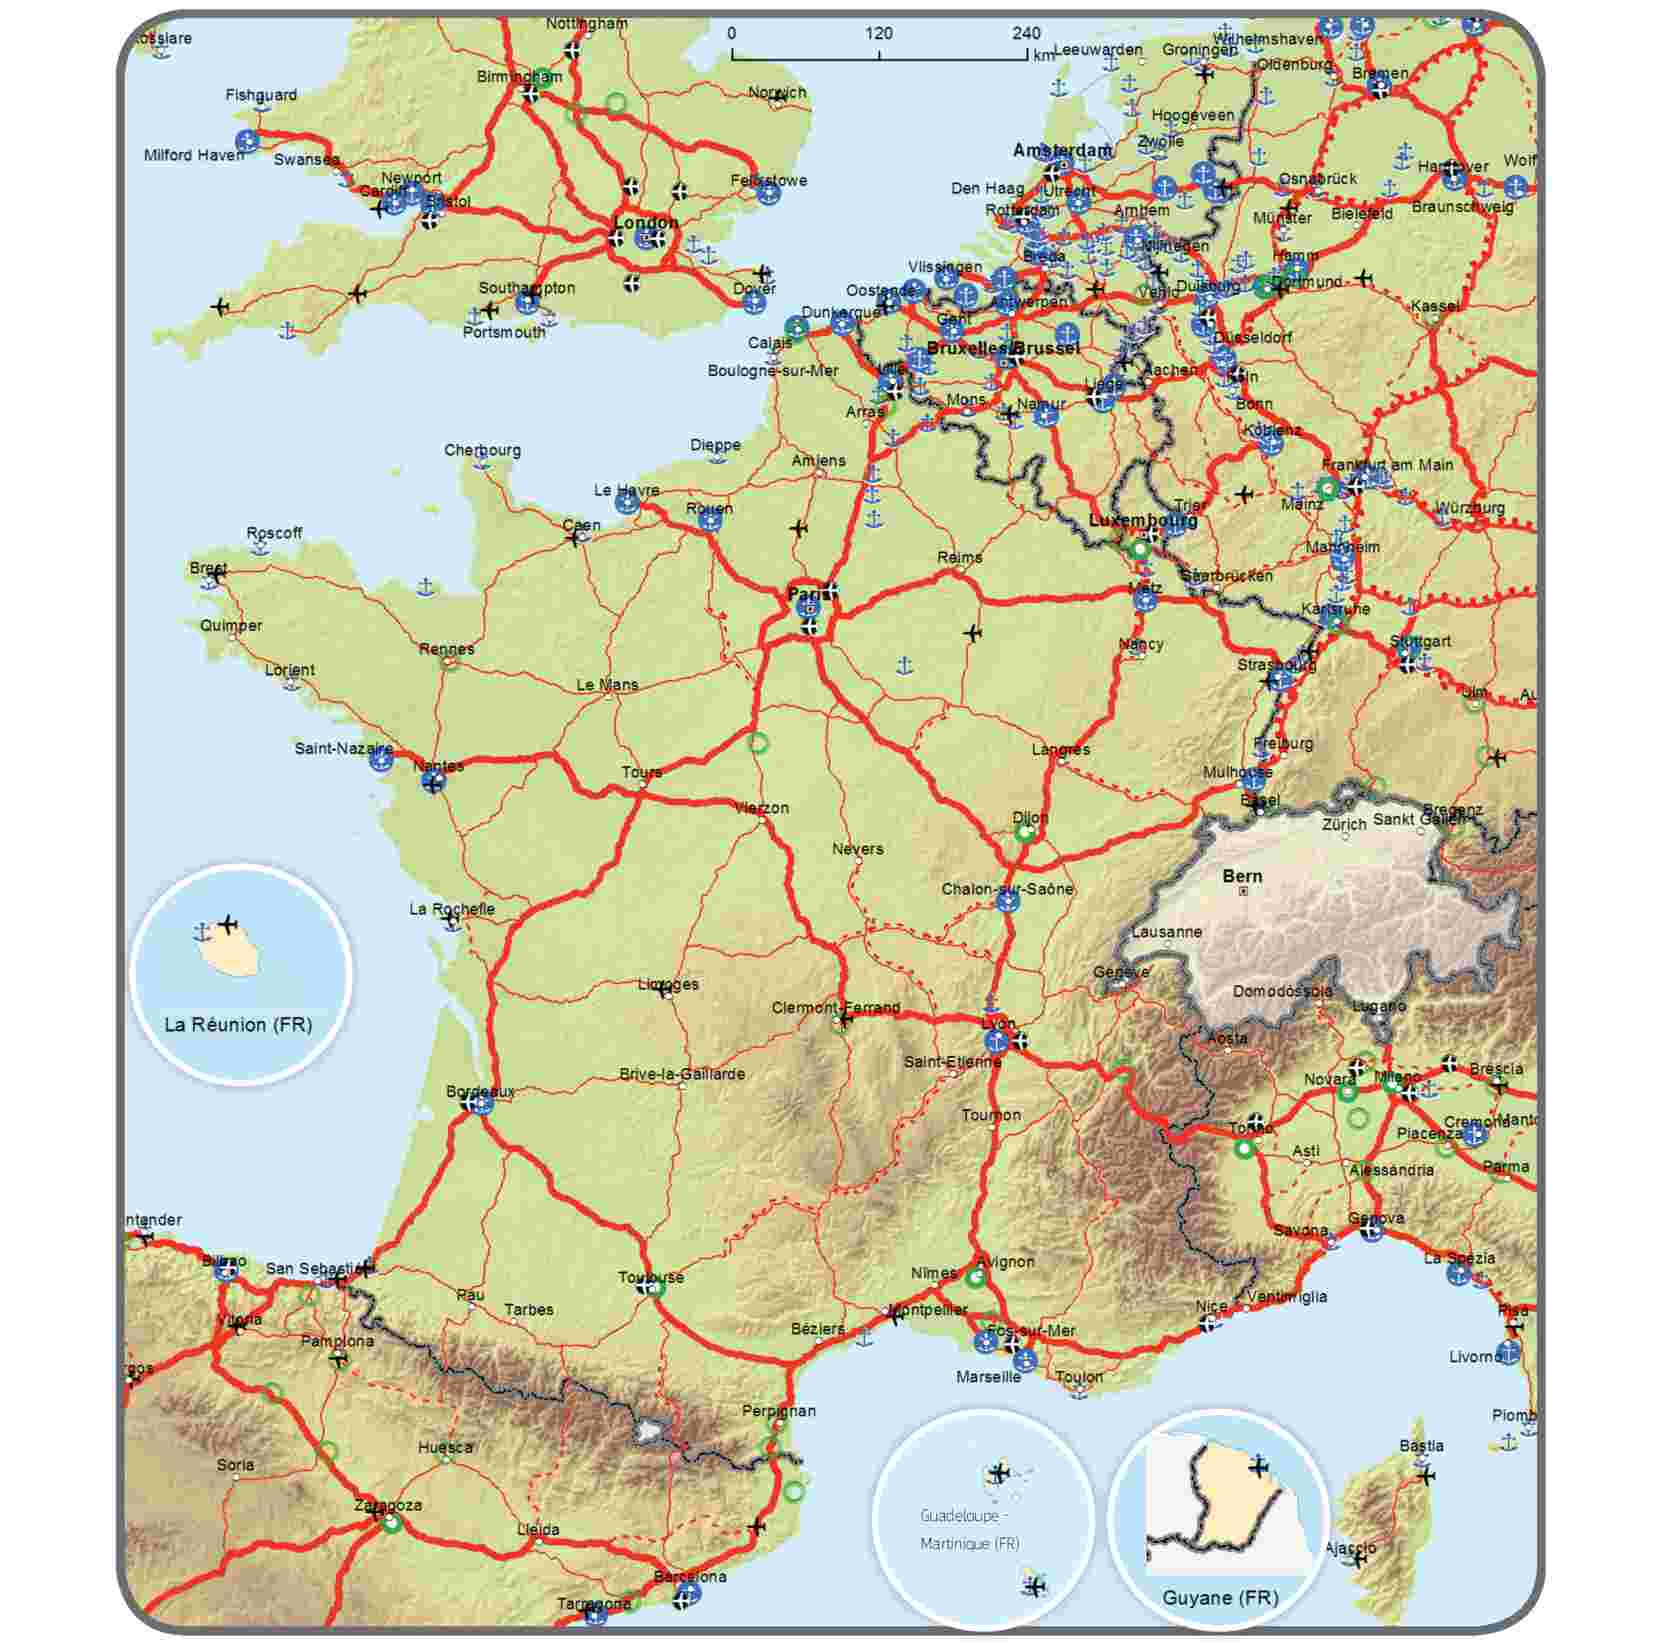 Nottingham
0 120 240
km
Leeuwarden
Groningen
Wilhelmshaven
Oldenburg
Bremen
Birmingham
Norwich
Fishguard
Hoogeveen
Milford Haven
Swansea
Amsterdam
Zwolle
Newport
Cardiff
Bristol
Felixstowe
Den Haag
Utrecht
Osnabrück
Hannover
Wolf
Rotterdam
Arnhem
Münster
Bielefeld
Braunschweig
London
Nijmegen
Breda
Hamm
Vlissingen
Dortmund
Southampton
Dover
Oostende
Antwerpen
Venlo
Duisburg
Kassel
Portsmouth
Dunkerque
Gent
Calais
Bruxelles/Brussel
Düsseldorf
Boulogne-sur-Mer
Lille
Liège
Aachen
Köln
Arras
Mons
Namur
Bonn
Cherbourg
Dieppe
Koblenz
Amiens
Frankfurt am Main
Le Havre
Rouen
Trier
Mainz
Würzburg
Roscoff
Caen
Luxembourg
Mannheim
Brest
Reims
Saarbrücken
Paris
Metz
Karlsruhe
Quimper
Rennes
Nancy
Stuttgart
Lorient
Le Mans
Strasbourg
Ulm
Au
Saint-Nazaire
Nantes
Tours
Langres
Freiburg
Mulhouse
Vierzon
Dijon
Basel
Zürich
Sankt Gallen
Bregenz
Nevers
Bern
Chalon-sur-Saône
La Rochelle
Lausanne
Limoges
Genève
Domodossola
Lugano
La Réunion (FR)
Clermont-Ferrand
Lyon
Aosta
Saint-Etienne
Brive-la-Gaillarde
Novara
Milano
Brescia
Bordeaux
Tournon
Torino
Cremona
Manto
Piacenza
Asti
Alessandria
Parma
ntander
Savona
Genova
Bilbao
San Sebastién
Toulouse
Nîmes
Avignon
La Spezia
Pau
Tarbes
Montpellier
Nice
Ventimiglia
Pisa
Vitoria
Pamplona
Béziers
Fos-sur-Mer
Livorno
rgos
Marseille
Toulon
Perpignan
Piomb
Huesca
Bastia
Soria
Zaragoza
Guadeloupe -
Martinique (FR)
Lleida
Ajaccio
Barcelona
Guyane (FR)
Tarragona